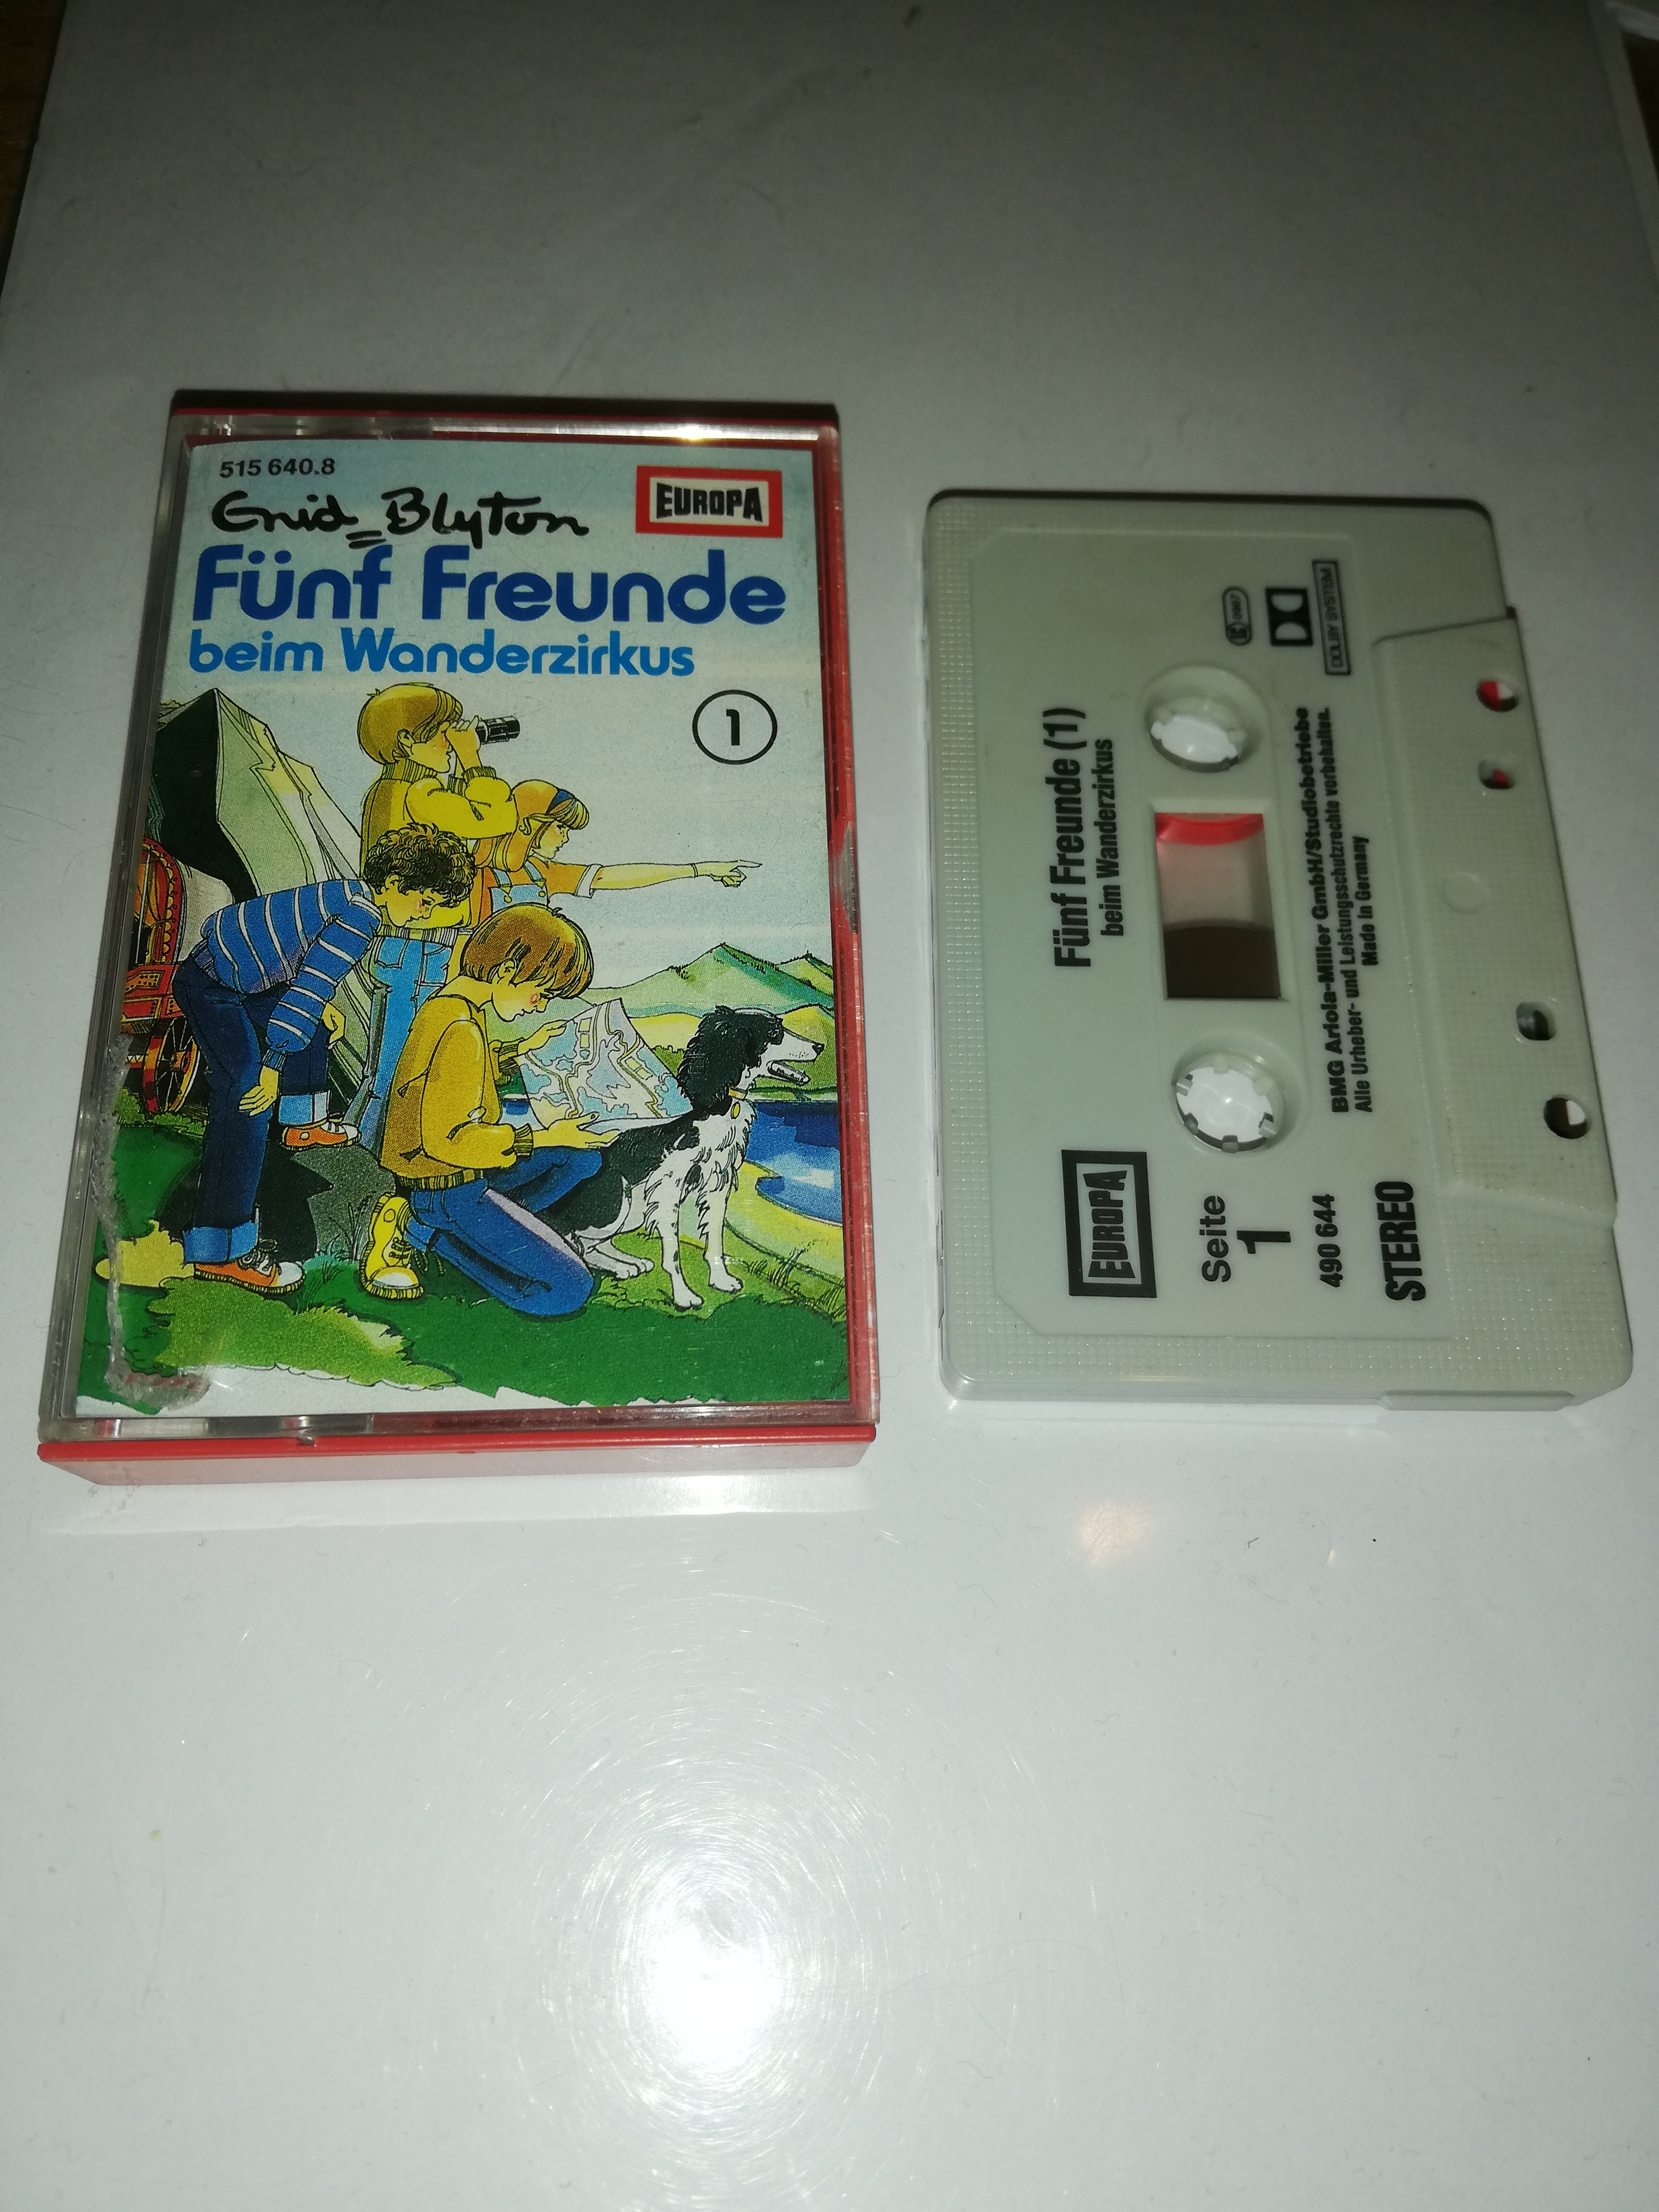 515 640.8
Enid Blyton
EUROPA
Fünf Freunde
beim Wanderzirkus
1
Fünf Freunde (1)
beim Wanderzirkus
EUROPA
Seite
1
490 644
STEREO
BMG Ariola-Miller GmbH/Studiobetriebe
Alle Urheber- und Leistungsschutzrechte vorbehalten.
Made in Germany
DOLBY SYSTEM